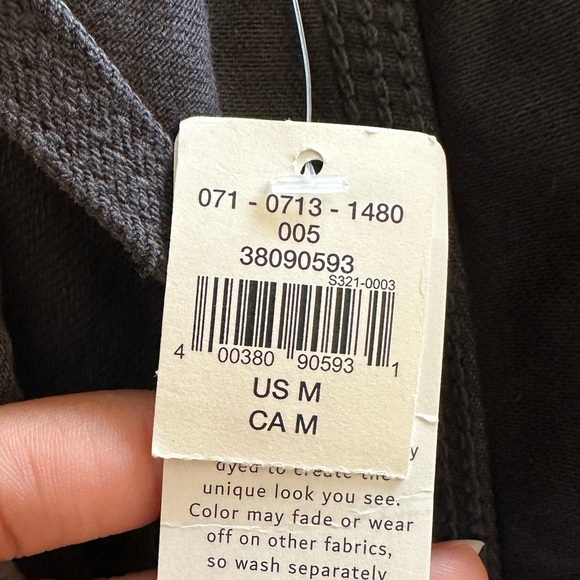 071 - 0713 - 1480
005
38090593
S321-0003
4 00380 90593 1
US M
CA M
dyed to create the
unique look you see.
Color may fade or wear
off on other fabrics,
so wash separately